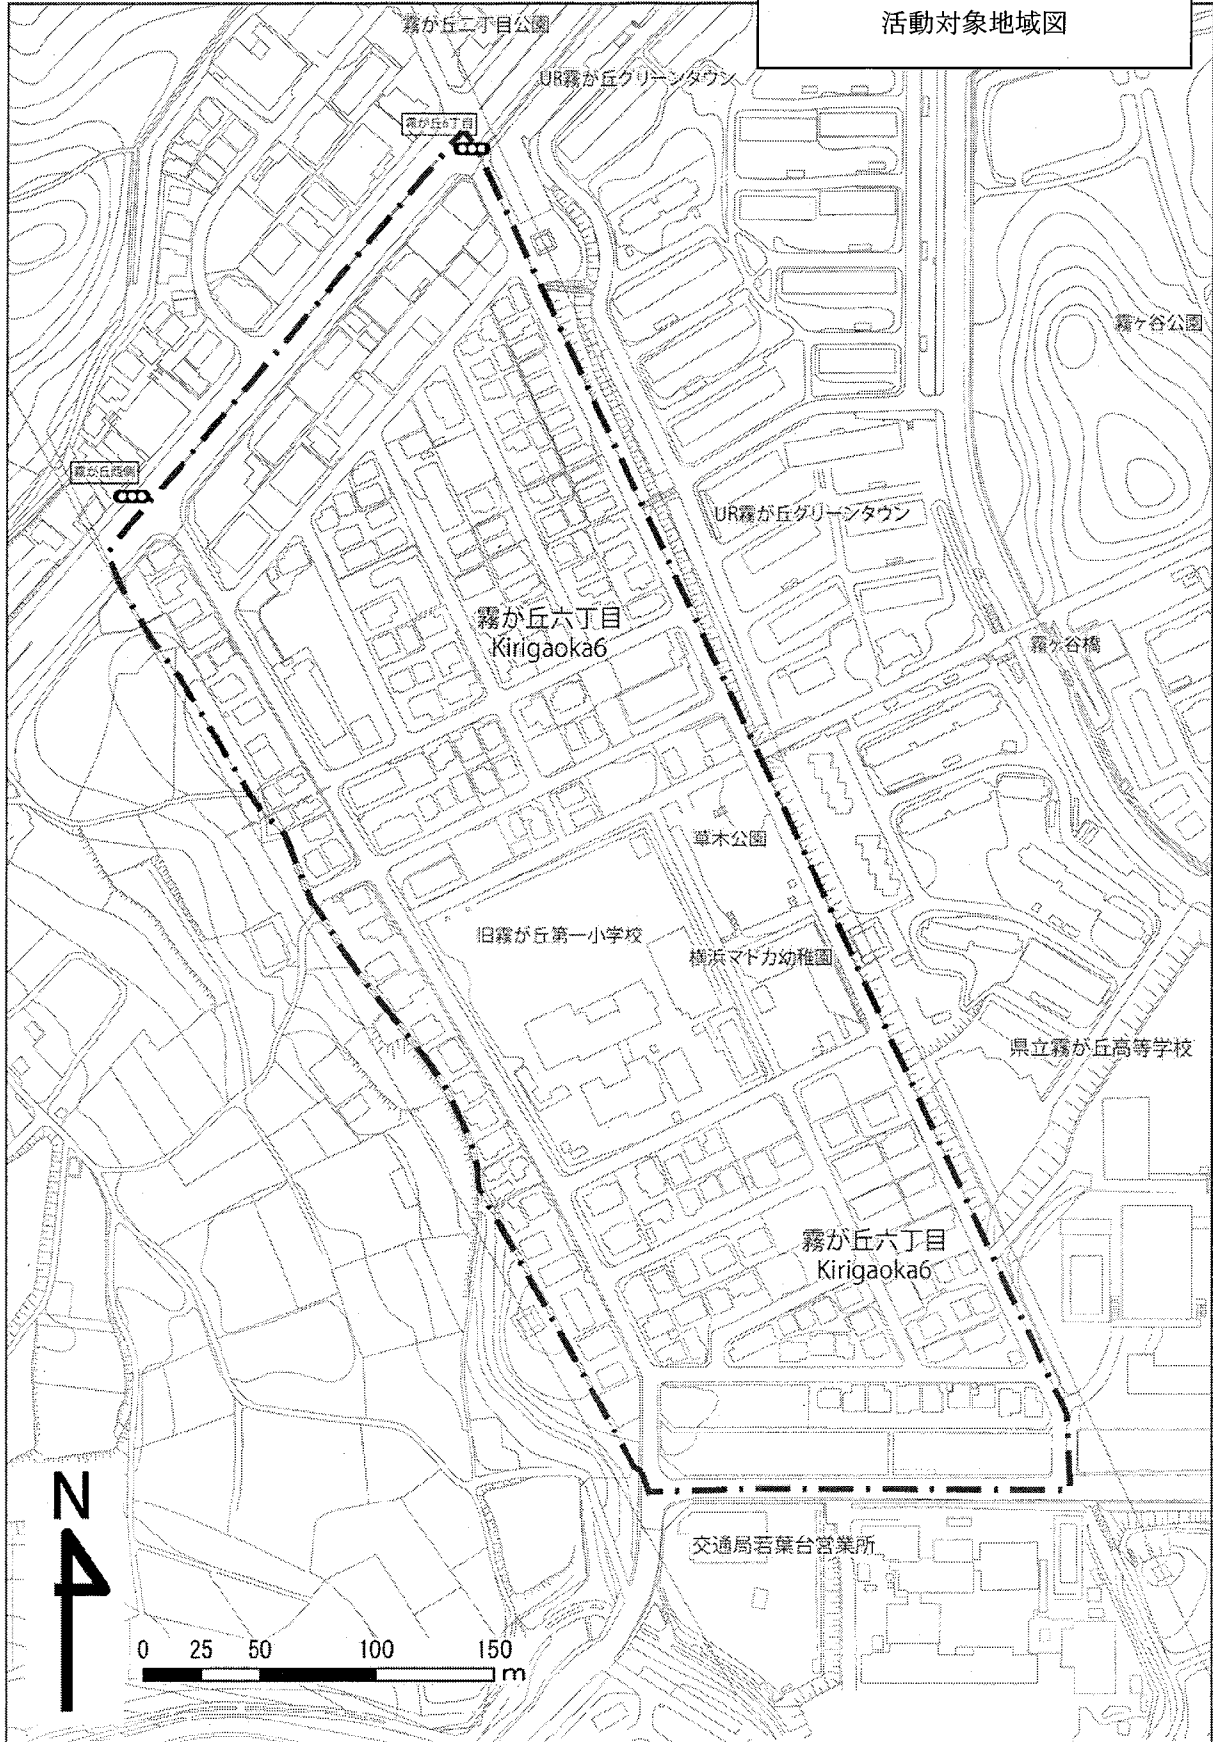 活動対象地域図
霧が丘二丁目公園
UR霧が丘グリーンタウン
霧が丘6丁目
霧ヶ谷公園
霧が丘西側
UR霧が丘グリーンタウン
霧が丘六丁目
Kirigaoka6
霧ヶ谷橋
草木公園
旧霧が丘第一小学校
横浜マドカ幼稚園
県立霧が丘高等学校
霧が丘六丁目
Kirigaoka6
交通局若葉台営業所
N
0 25 50 100 150
m